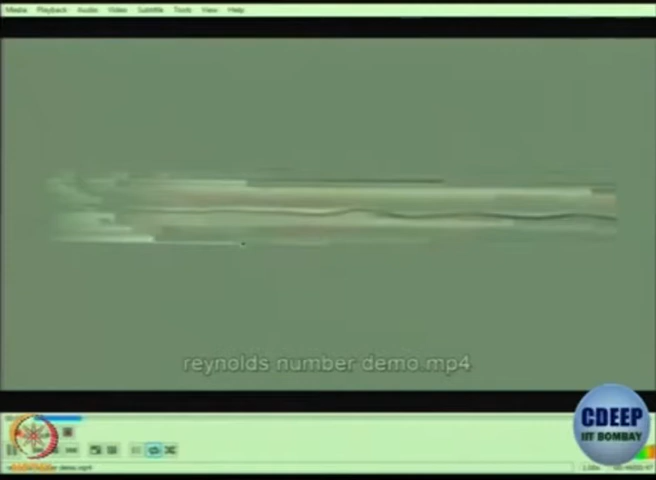 Media Playback Audio Video Subtitle Tools View Help
reynolds number demo.mp4
CDEEP
IIT BOMBAY